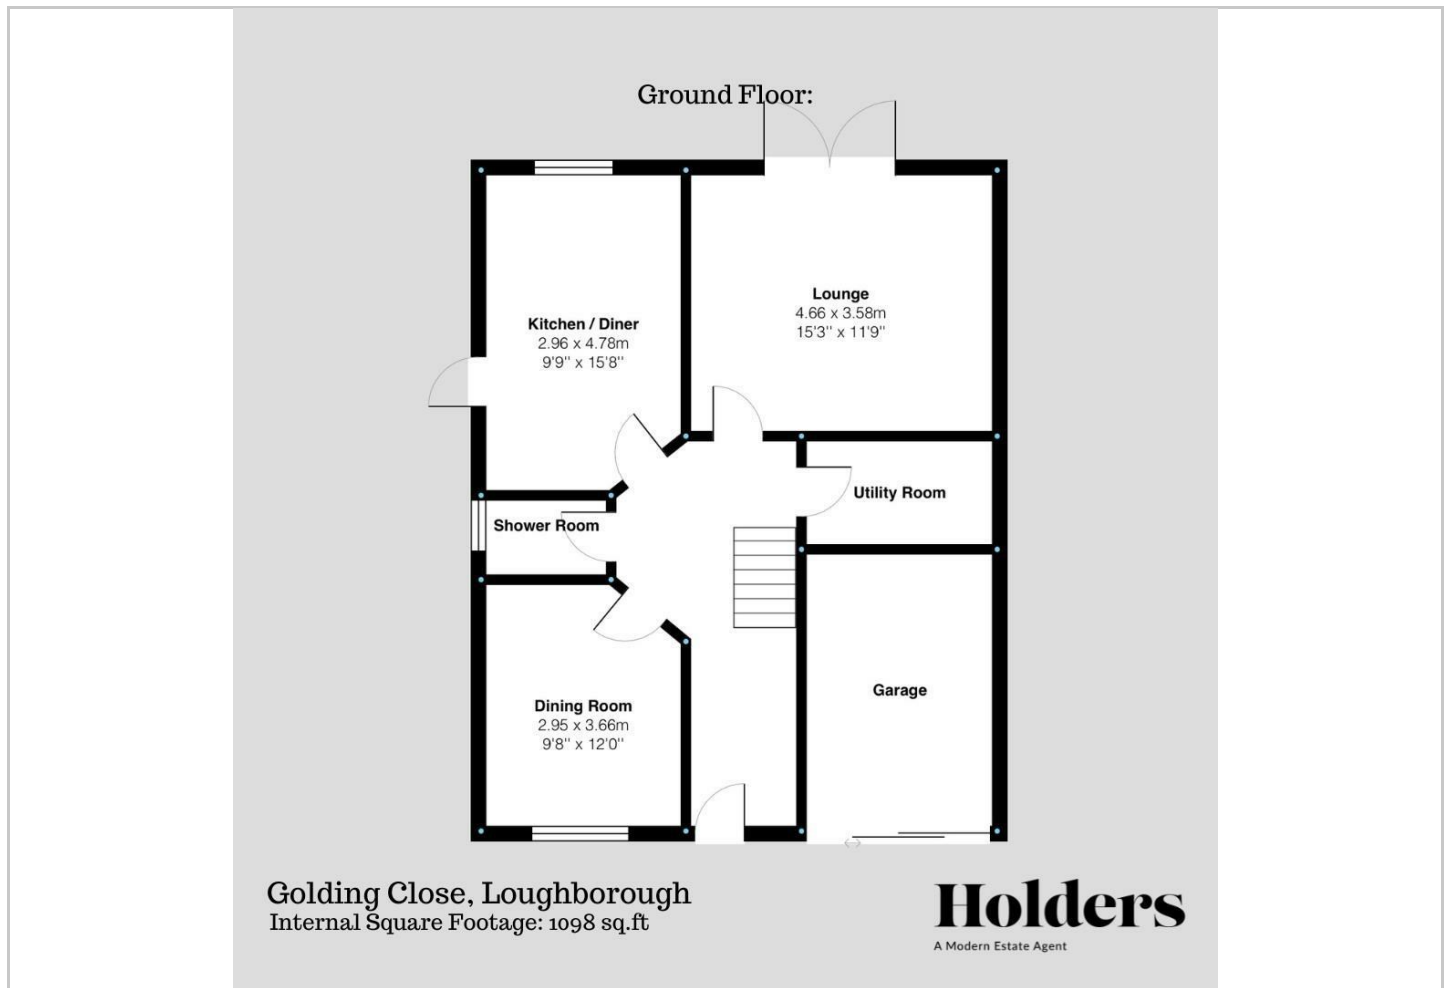 Ground Floor:
Lounge
4.66 x 3.58m
15'3" x 11'9"
Kitchen / Diner
2.96 x 4.78m
9'9" x 15'8"
Utility Room
Shower Room
Garage
Dining Room
2.95 x 3.66m
9'8" x 12'0"
Golding Close, Loughborough
Internal Square Footage: 1098 sq.ft
Holders
A Modern Estate Agent